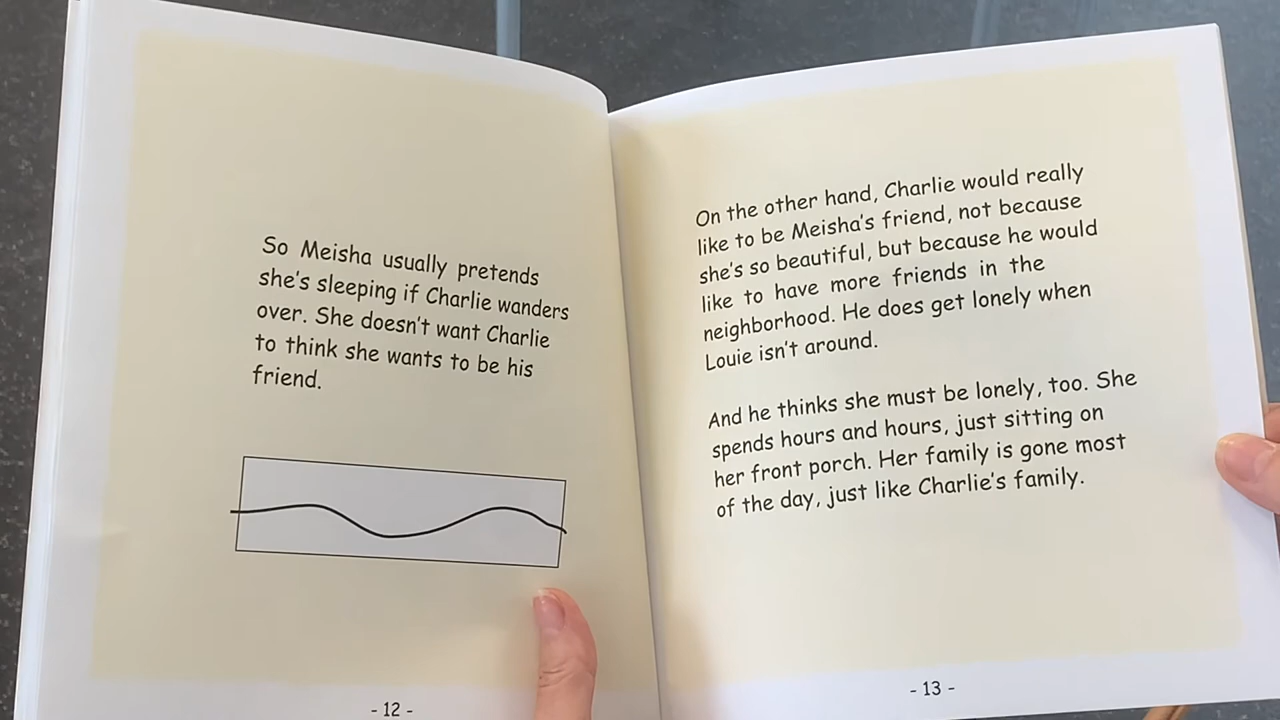 So Meisha usually pretends
she's sleeping if Charlie wanders
over. She doesn't want Charlie
to think she wants to be his
friend.
- 12 -
On the other hand, Charlie would really
like to be Meisha's friend, not because
she's so beautiful, but because he would
like to have more friends in the
neighborhood. He does get lonely when
Louie isn't around.
And he thinks she must be lonely, too. She
spends hours and hours, just sitting on
her front porch. Her family is gone most
of the day, just like Charlie's family.
- 13 -